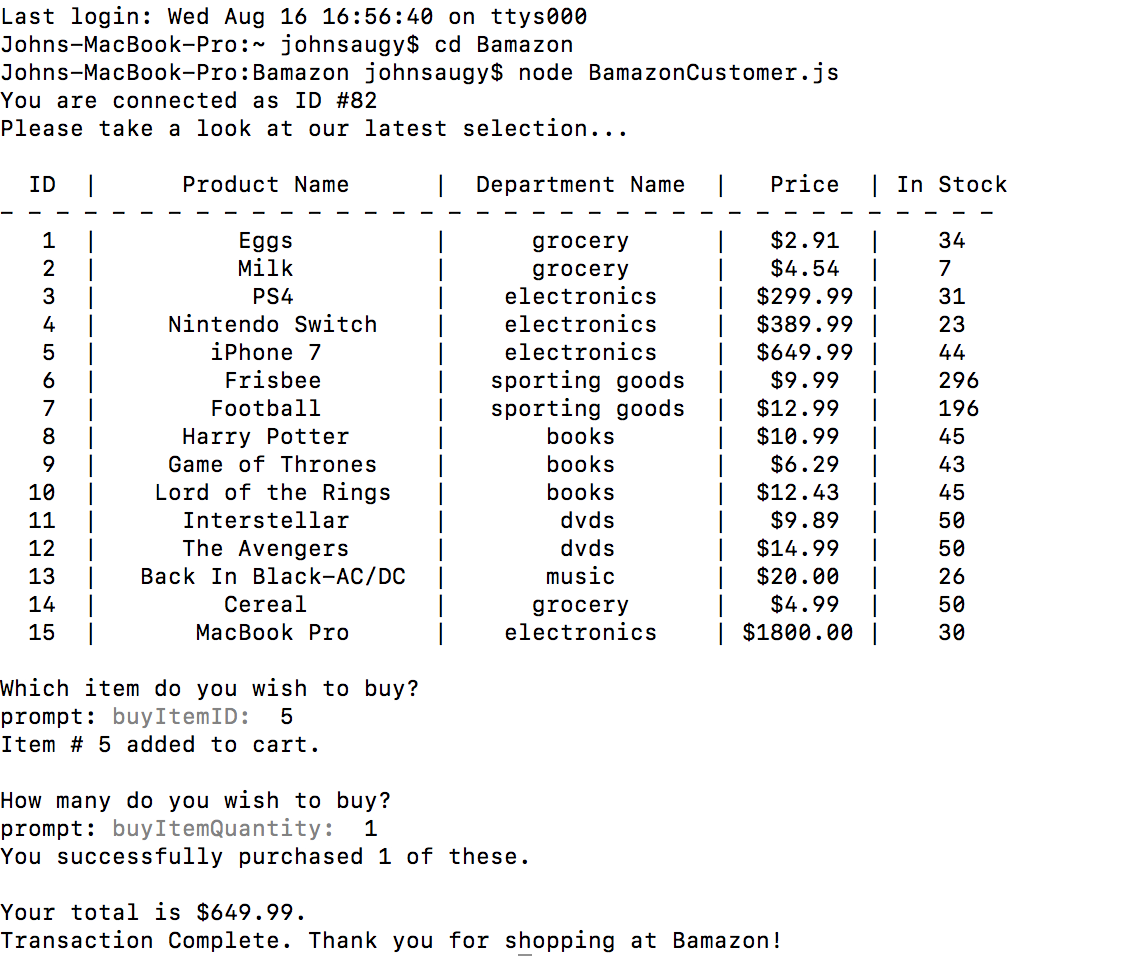 Last login: Wed Aug 16 16:56:40 on ttys000
Johns-MacBook-Pro:~ johnsaugy$ cd Bamazon
Johns-MacBook-Pro:Bamazon johnsaugy$ node BamazonCustomer.js
You are connected as ID #82
Please take a look at our latest selection...

  ID  |      Product Name      |  Department Name  |   Price  | In Stock
- - - - - - - - - - - - - - - - - - - - - - - - - - - - - - - - - - - -
   1  |          Eggs          |      grocery      |   $2.91  |    34
   2  |          Milk          |      grocery      |   $4.54  |    7
   3  |           PS4          |    electronics    |  $299.99 |    31
   4  |     Nintendo Switch    |    electronics    |  $389.99 |    23
   5  |        iPhone 7        |    electronics    |  $649.99 |    44
   6  |         Frisbee        |   sporting goods  |   $9.99  |    296
   7  |        Football        |   sporting goods  |  $12.99  |    196
   8  |      Harry Potter      |       books       |  $10.99  |    45
   9  |     Game of Thrones    |       books       |   $6.29  |    43
  10  |    Lord of the Rings   |       books       |  $12.43  |    45
  11  |      Interstellar      |        dvds       |   $9.89  |    50
  12  |      The Avengers      |        dvds       |  $14.99  |    50
  13  |   Back In Black-AC/DC  |       music       |  $20.00  |    26
  14  |         Cereal         |      grocery      |   $4.99  |    50
  15  |       MacBook Pro      |    electronics    | $1800.00 |    30

Which item do you wish to buy?
prompt: buyItemID:  5
Item # 5 added to cart.

How many do you wish to buy?
prompt: buyItemQuantity:  1
You successfully purchased 1 of these.

Your total is $649.99.
Transaction Complete. Thank you for shopping at Bamazon!